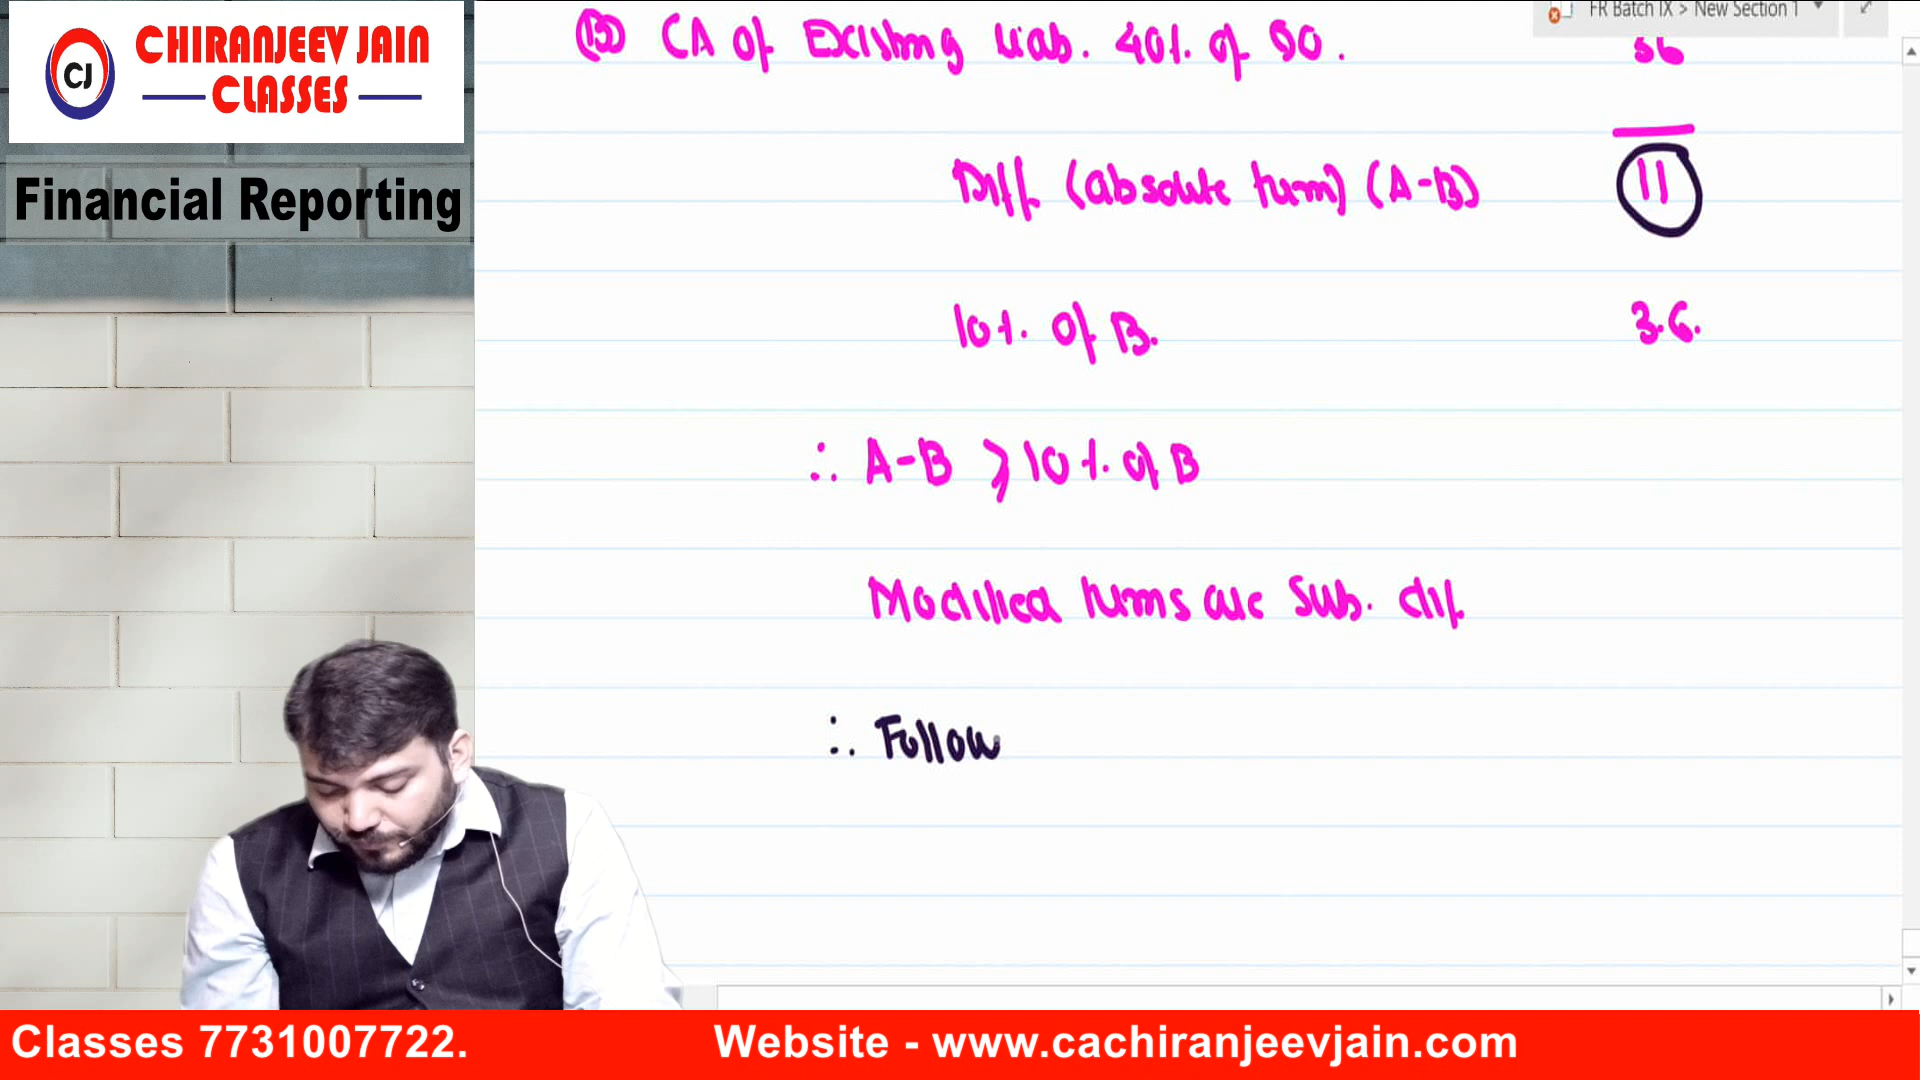 FR Batch IX > New Section 1
CHIRANJEEV JAIN
CLASSES
CJ
Financial Reporting
(B) CA of Existing Liab. 40% of 90. 36
Diff (absolute term) (A-B) 11
10% of B. 3.6.
∴ A-B > 10% of B
Modified terms are Sub. dif
∴ Follow
Classes 7731007722.
Website - www.cachiranjeevjain.com